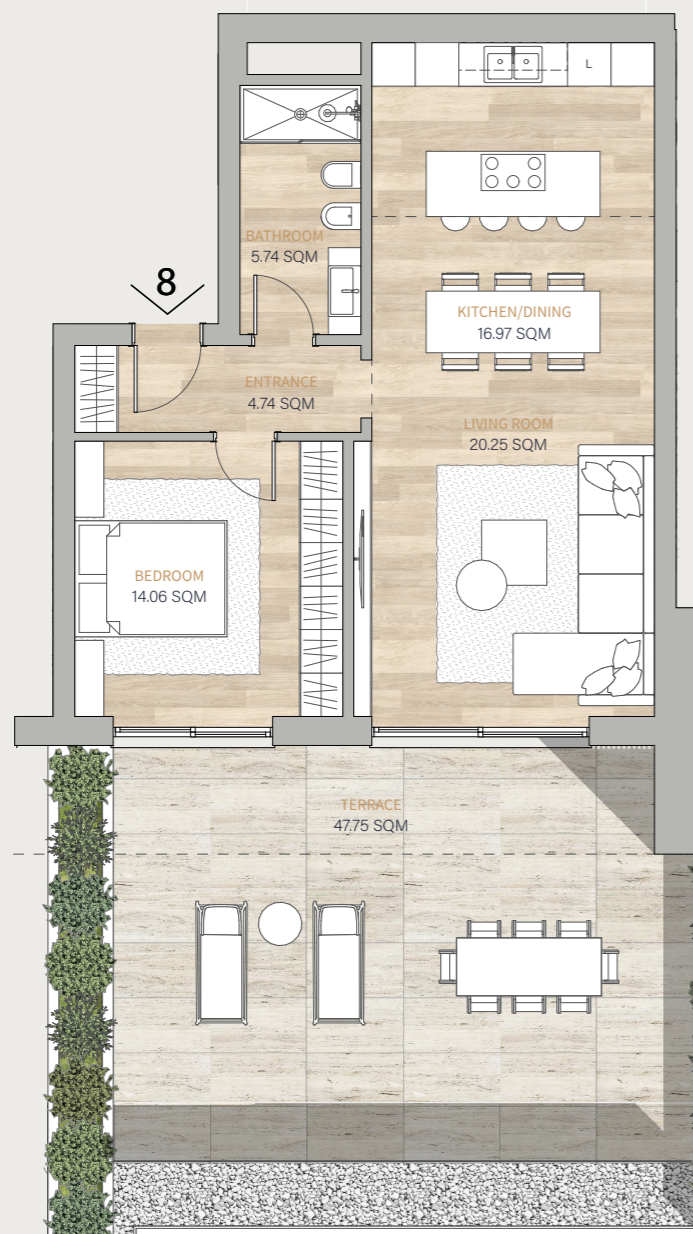 L
BATHROOM
5.74 SQM
8
KITCHEN/DINING
16.97 SQM
ENTRANCE
4.74 SQM
LIVING ROOM
20.25 SQM
BEDROOM
14.06 SQM
TERRACE
47.75 SQM